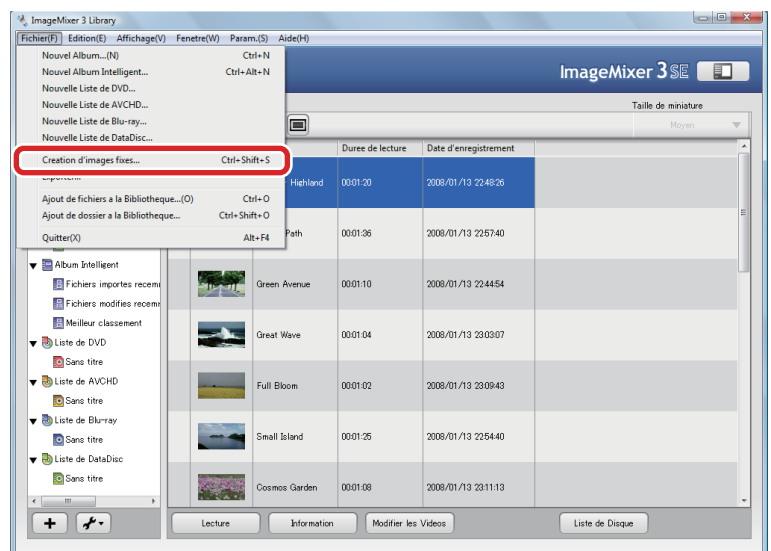 ImageMixer 3 Library
Fichier(F) Edition(E) Affichage(V) Fenetre(W) Param.(S) Aide(H)
Nouvel Album...(N) Ctrl+N
Nouvel Album Intelligent... Ctrl+Alt+N
Nouvelle Liste de DVD...
Nouvelle Liste de AVCHD...
Nouvelle Liste de Blu-ray...
Nouvelle Liste de DataDisc...
Creation d'images fixes... Ctrl+Shift+S
Ajout de fichiers a la Bibliotheque...(O) Ctrl+O
Ajout de dossier a la Bibliotheque... Ctrl+Shift+O
Quitter(X) Alt+F4
ImageMixer 3 SE
Taille de miniature
Moyen
Duree de lecture Date d'enregistrement
Highland 00:01:20 2008/01/13 22:48:26
Path 00:01:36 2008/01/13 22:57:40
Green Avenue 00:01:10 2008/01/13 22:44:54
Great Wave 00:01:04 2008/01/13 23:03:07
Full Bloom 00:01:02 2008/01/13 23:09:43
Small Island 00:01:25 2008/01/13 22:54:40
Cosmos Garden 00:01:08 2008/01/13 23:11:13
Album Intelligent
Fichiers importes recem
Fichiers modifies recem
Meilleur classement
Liste de DVD
Sans titre
Liste de AVCHD
Sans titre
Liste de Blu-ray
Sans titre
Liste de DataDisc
Sans titre
Lecture Information Modifier les Videos Liste de Disque